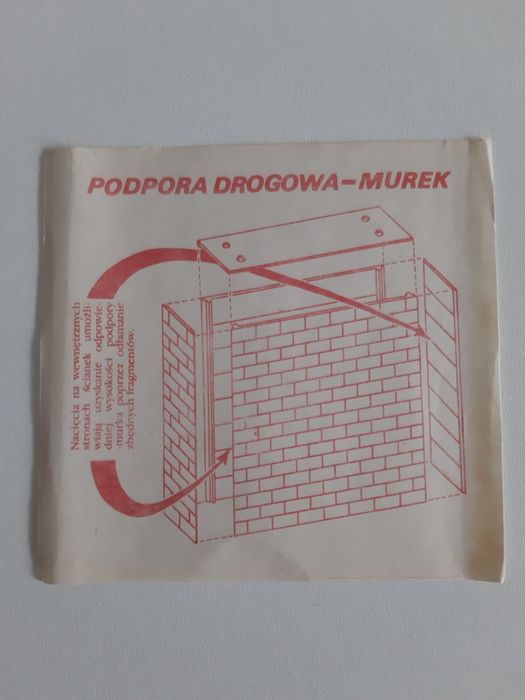 PODPORA DROGOWA-MUREK
Nacięcia na wewnętrznych
stronach ścianek umożli-
wiają uzyskanie odpowie-
dniej wysokości podpory
-murka poprzez odłamanie
zbędnych fragmentów.